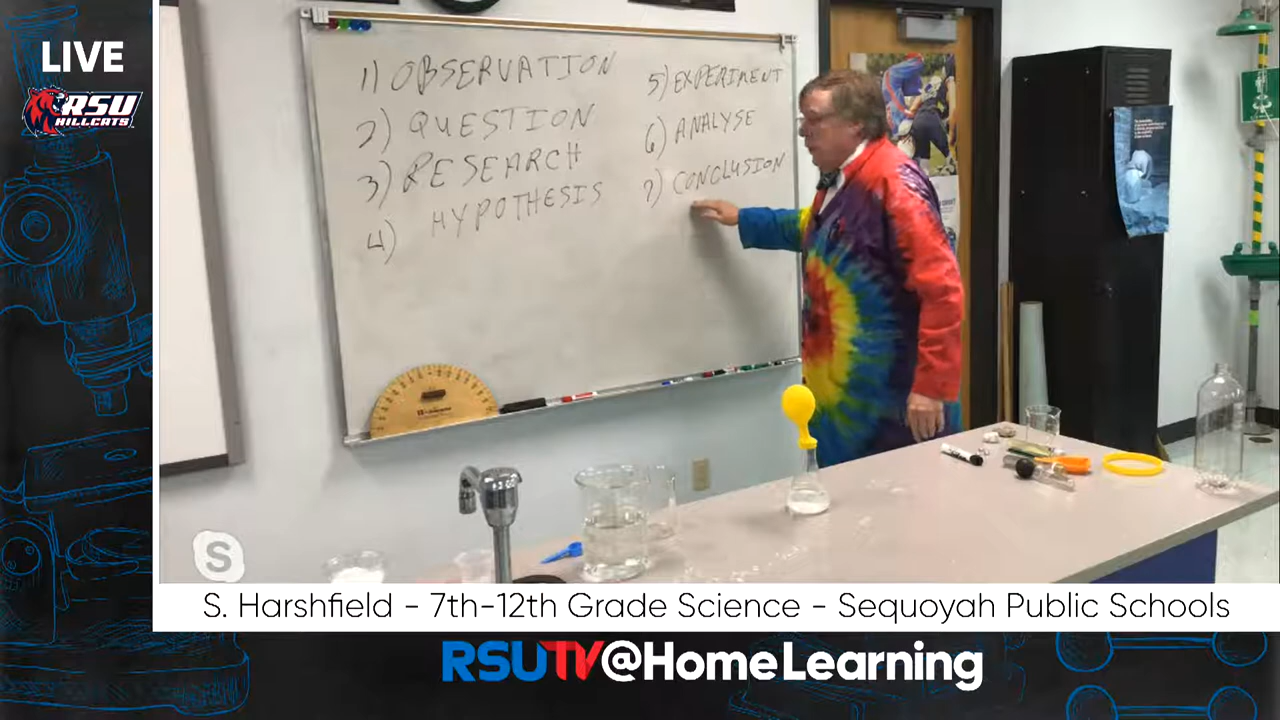 LIVE
RSU
HILLCATS
1) OBSERVATION
2) QUESTION
3) RESEARCH
4) HYPOTHESIS
5) EXPERIMENT
6) ANALYSE
7) CONCLUSION
S
S. Harshfield - 7th-12th Grade Science - Sequoyah Public Schools
RSUTV@HomeLearning